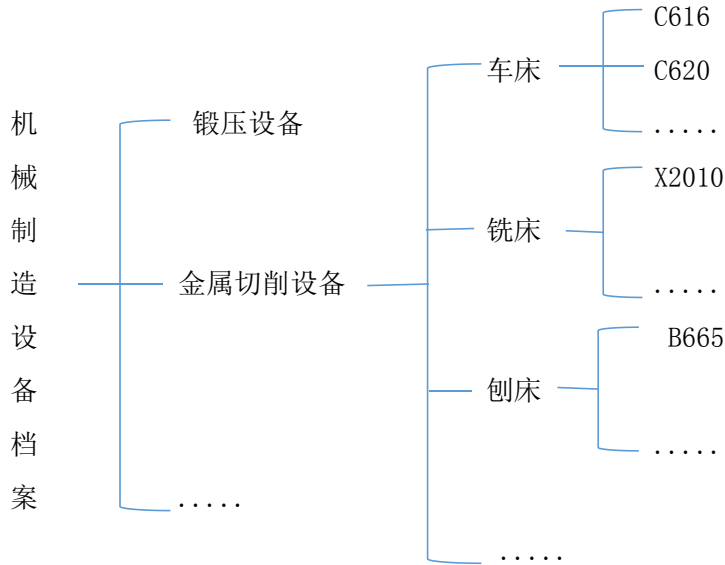 机械制造设备档案
锻压设备
金属切削设备
.....
车床
铣床
刨床
.....
C616
C620
.....
X2010
.....
B665
.....